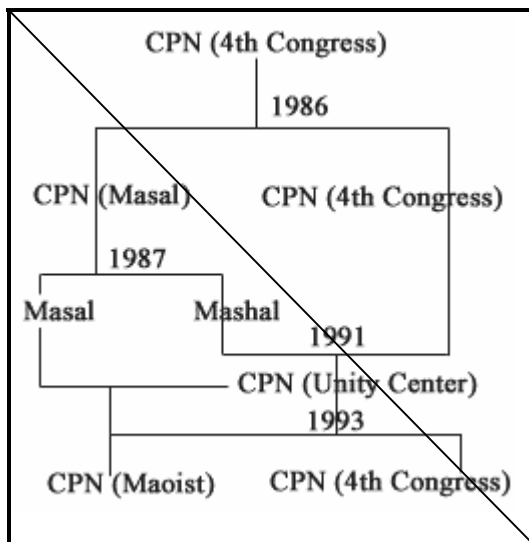 CPN (4th Congress)
1986
CPN (Masal)
CPN (4th Congress)
1987
Masal
Mashal
1991
CPN (Unity Center)
1993
CPN (Maoist)
CPN (4th Congress)